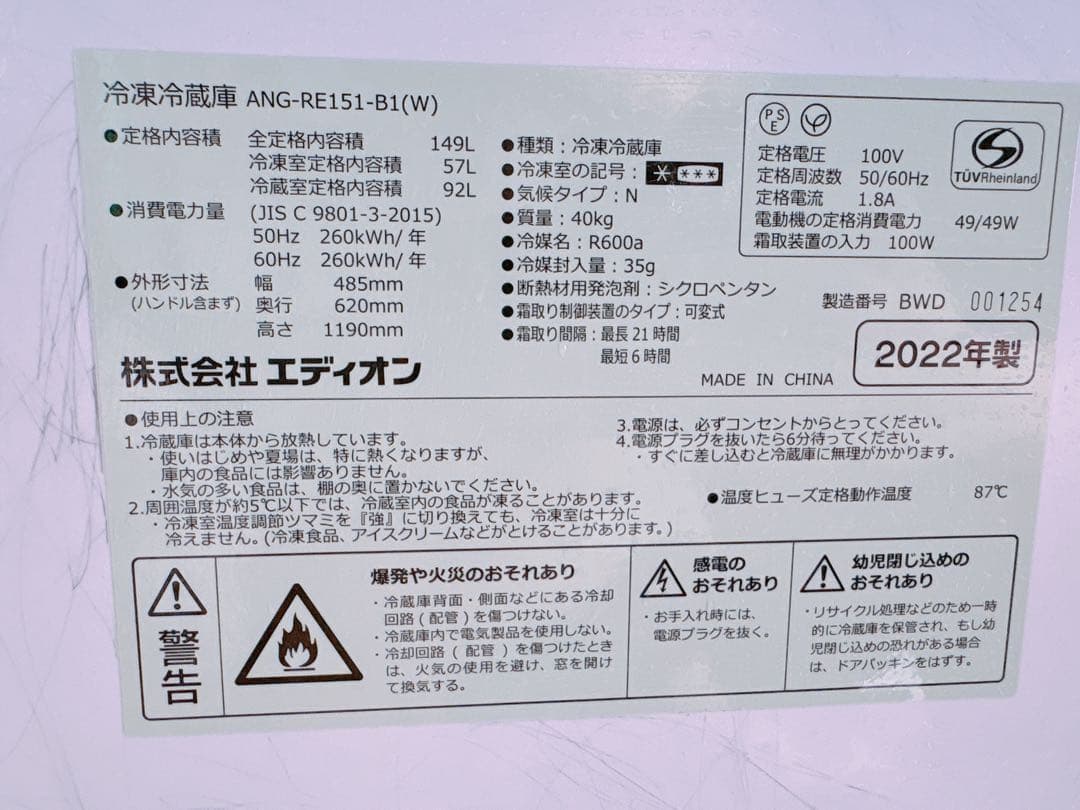 冷凍冷蔵庫 ANG-RE151-B1(W)
●定格内容積 全定格内容積 149L
冷凍室定格内容積 57L
冷蔵室定格内容積 92L
●消費電力量 (JIS C 9801-3-2015)
50Hz 260kWh/年
60Hz 260kWh/年
●外形寸法 幅 485mm
(ハンドル含まず) 奥行 620mm
高さ 1190mm
株式会社 エディオン
●種類：冷凍冷蔵庫
●冷凍室の記号： * ***
●気候タイプ：N
●質量：40kg
●冷媒名：R600a
●冷媒封入量：35g
●断熱材用発泡剤：シクロペンタン
●霜取り制御装置のタイプ：可変式
●霜取り間隔：最長 21 時間
最短 6 時間
PSE
TÜVRheinland
定格電圧 100V
定格周波数 50/60Hz
定格電流 1.8A
電動機の定格消費電力 49/49W
霜取装置の入力 100W
製造番号 BWD 001254
2022年製
MADE IN CHINA
●使用上の注意
1.冷蔵庫は本体から放熱しています。
・使いはじめや夏場は、特に熱くなりますが、
庫内の食品には影響ありません。
・水気の多い食品は、棚の奥に置かないでください。
2.周囲温度が約5℃以下では、冷蔵室内の食品が凍ることがあります。
・冷凍室温度調節ツマミを『強』に切り換えても、冷凍室は十分に
冷えません。(冷凍食品、アイスクリームなどがとけることがあります。)
3.電源は、必ずコンセントからとってください。
4.電源プラグを抜いたら6分待ってください。
・すぐに差し込むと冷蔵庫に無理がかかります。
●温度ヒューズ定格動作温度 87℃
警告
爆発や火災のおそれあり
・冷蔵庫背面・側面などにある冷却
回路(配管)を傷つけない。
・冷蔵庫内で電気製品を使用しない。
・冷却回路(配管)を傷つけたとき
は、火気の使用を避け、窓を開け
て換気する。
感電の
おそれあり
・お手入れ時には、
電源プラグを抜く。
幼児閉じ込めの
おそれあり
・リサイクル処理などのため一時
的に冷蔵庫を保管され、もし幼
児閉じ込めの恐れがある場合
は、ドアパッキンをはずす。